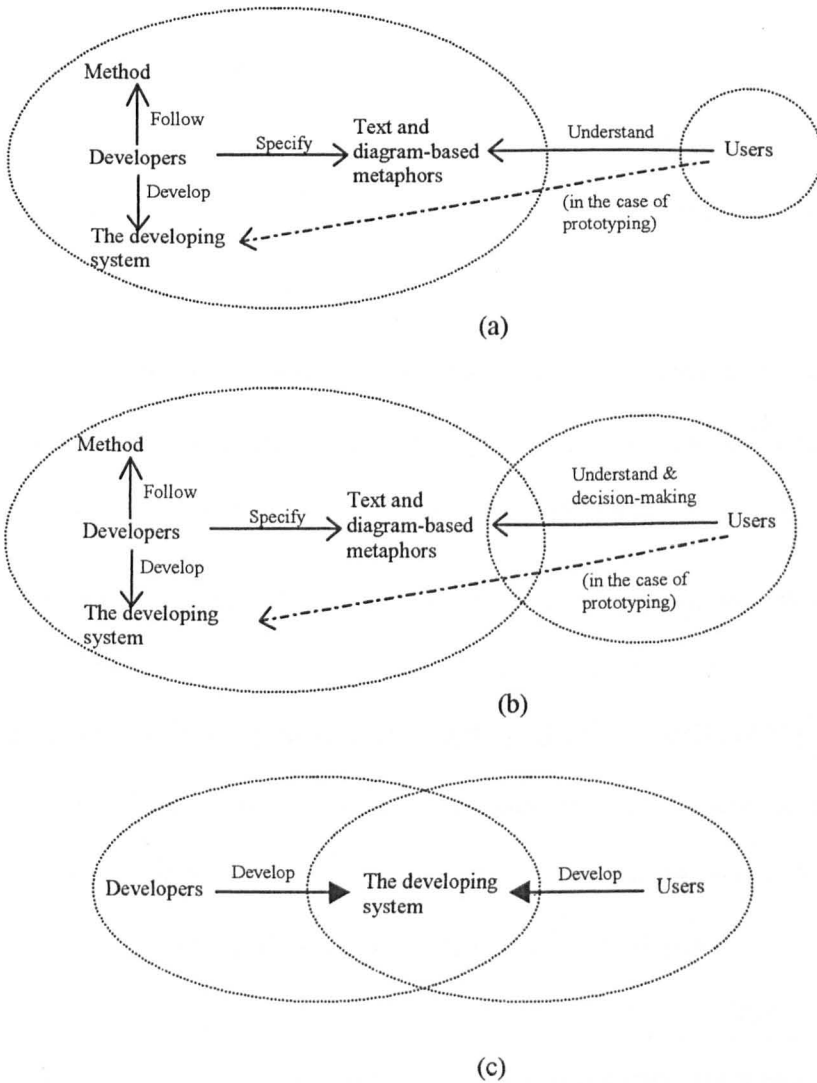 Method
Follow
Developers
Specify
Text and
diagram-based
metaphors
Understand
Users
Develop
(in the case of
prototyping)
The developing
system
(a)
Method
Follow
Developers
Specify
Text and
diagram-based
metaphors
Understand &
decision-making
Users
Develop
(in the case of
prototyping)
The developing
system
(b)
Developers
Develop
The developing
system
Develop
Users
(c)